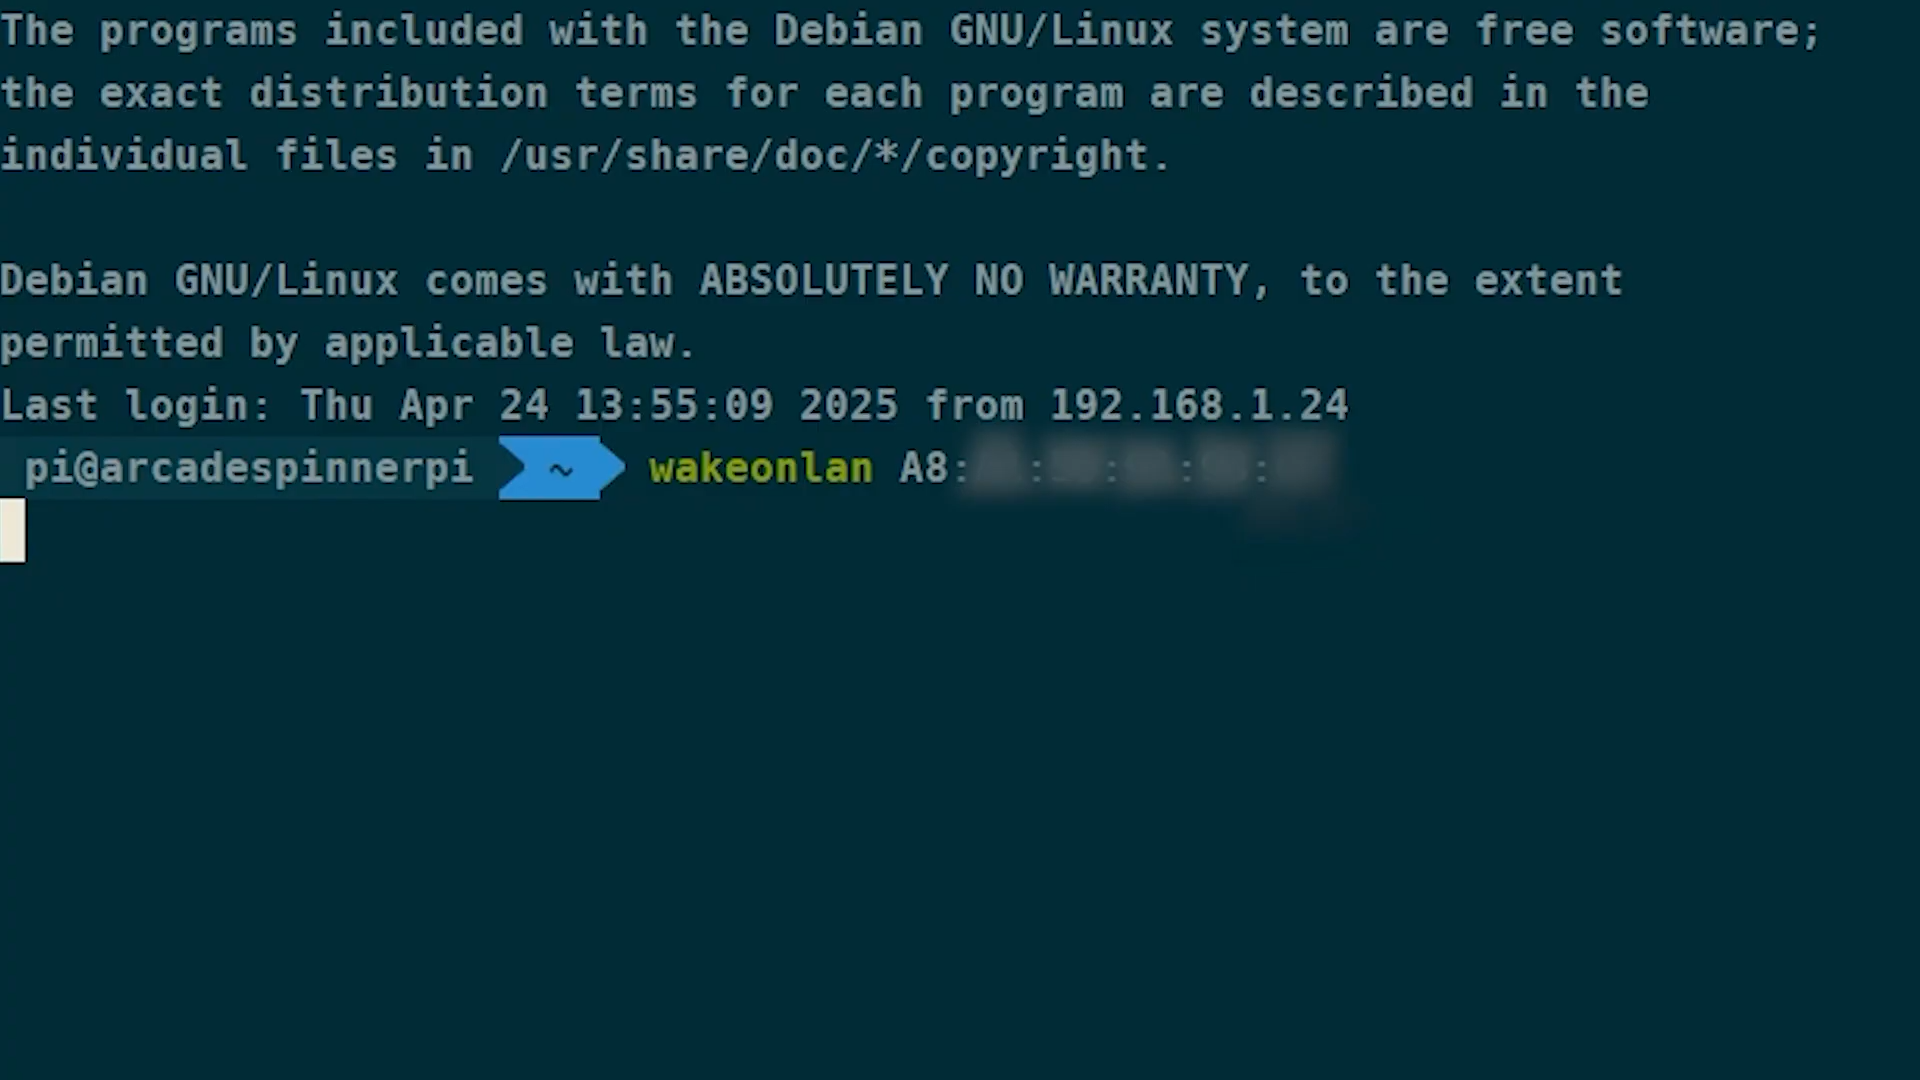 The programs included with the Debian GNU/Linux system are free software;
the exact distribution terms for each program are described in the
individual files in /usr/share/doc/*/copyright.
Debian GNU/Linux comes with ABSOLUTELY NO WARRANTY, to the extent
permitted by applicable law.
Last login: Thu Apr 24 13:55:09 2025 from 192.168.1.24
pi@arcadespinnerpi ~ wakeonlan A8: